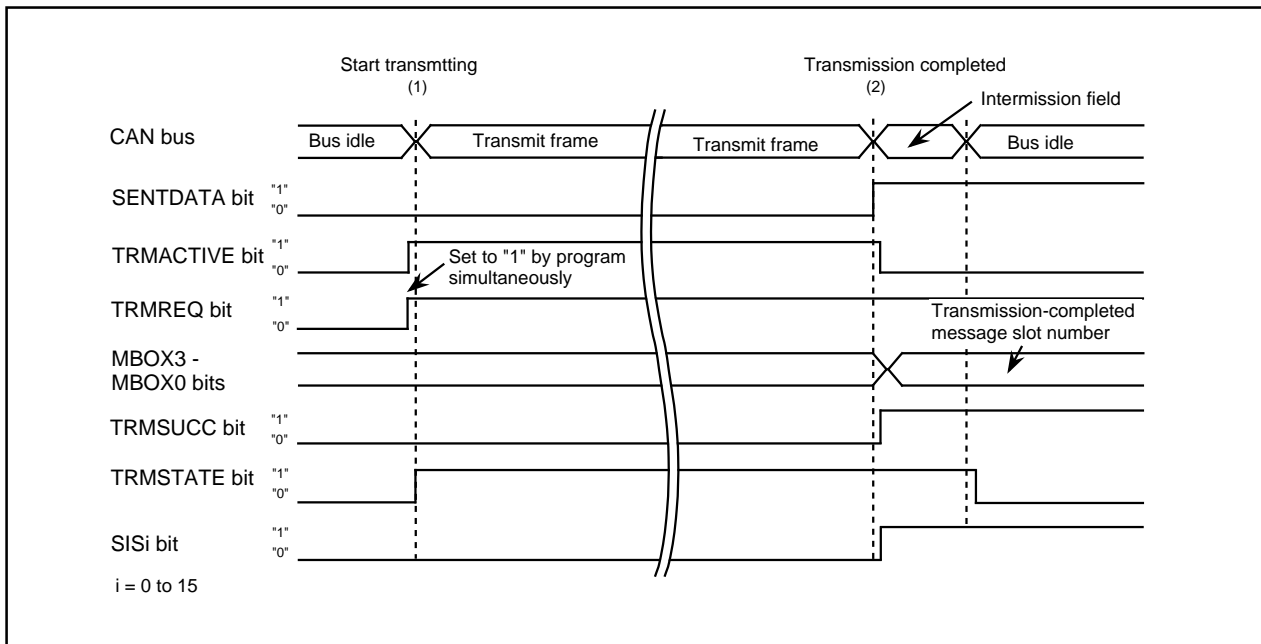 Start transmtting
(1)
Transmission completed
(2)
Intermission field
CAN bus
Bus idle
Transmit frame
Transmit frame
Bus idle
SENTDATA bit
"1"
"0"
TRMACTIVE bit
"1"
"0"
Set to "1" by program
simultaneously
TRMREQ bit
"1"
"0"
Transmission-completed
message slot number
MBOX3 -
MBOX0 bits
TRMSUCC bit
"1"
"0"
TRMSTATE bit
"1"
"0"
SISi bit
"1"
"0"
i = 0 to 15